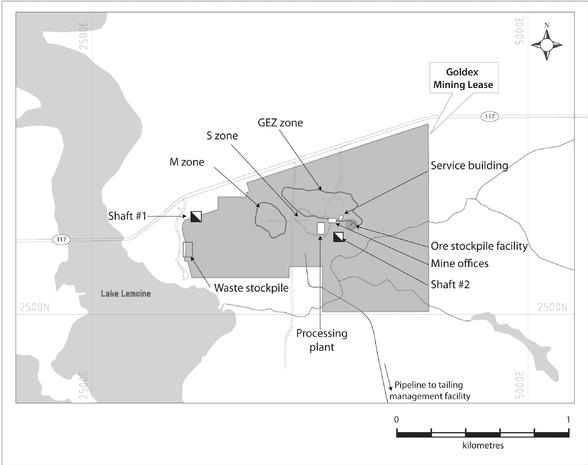 2500E
5000E
N
Goldex
Mining Lease
117
GEZ zone
S zone
M zone
Service building
Shaft #1
117
Ore stockpile facility
Mine offices
Waste stockpile
Shaft #2
Lake Lemoine
2500N
2500N
Processing
plant
2500E
5000E
Pipeline to tailing
management facility
0
1
kilometres